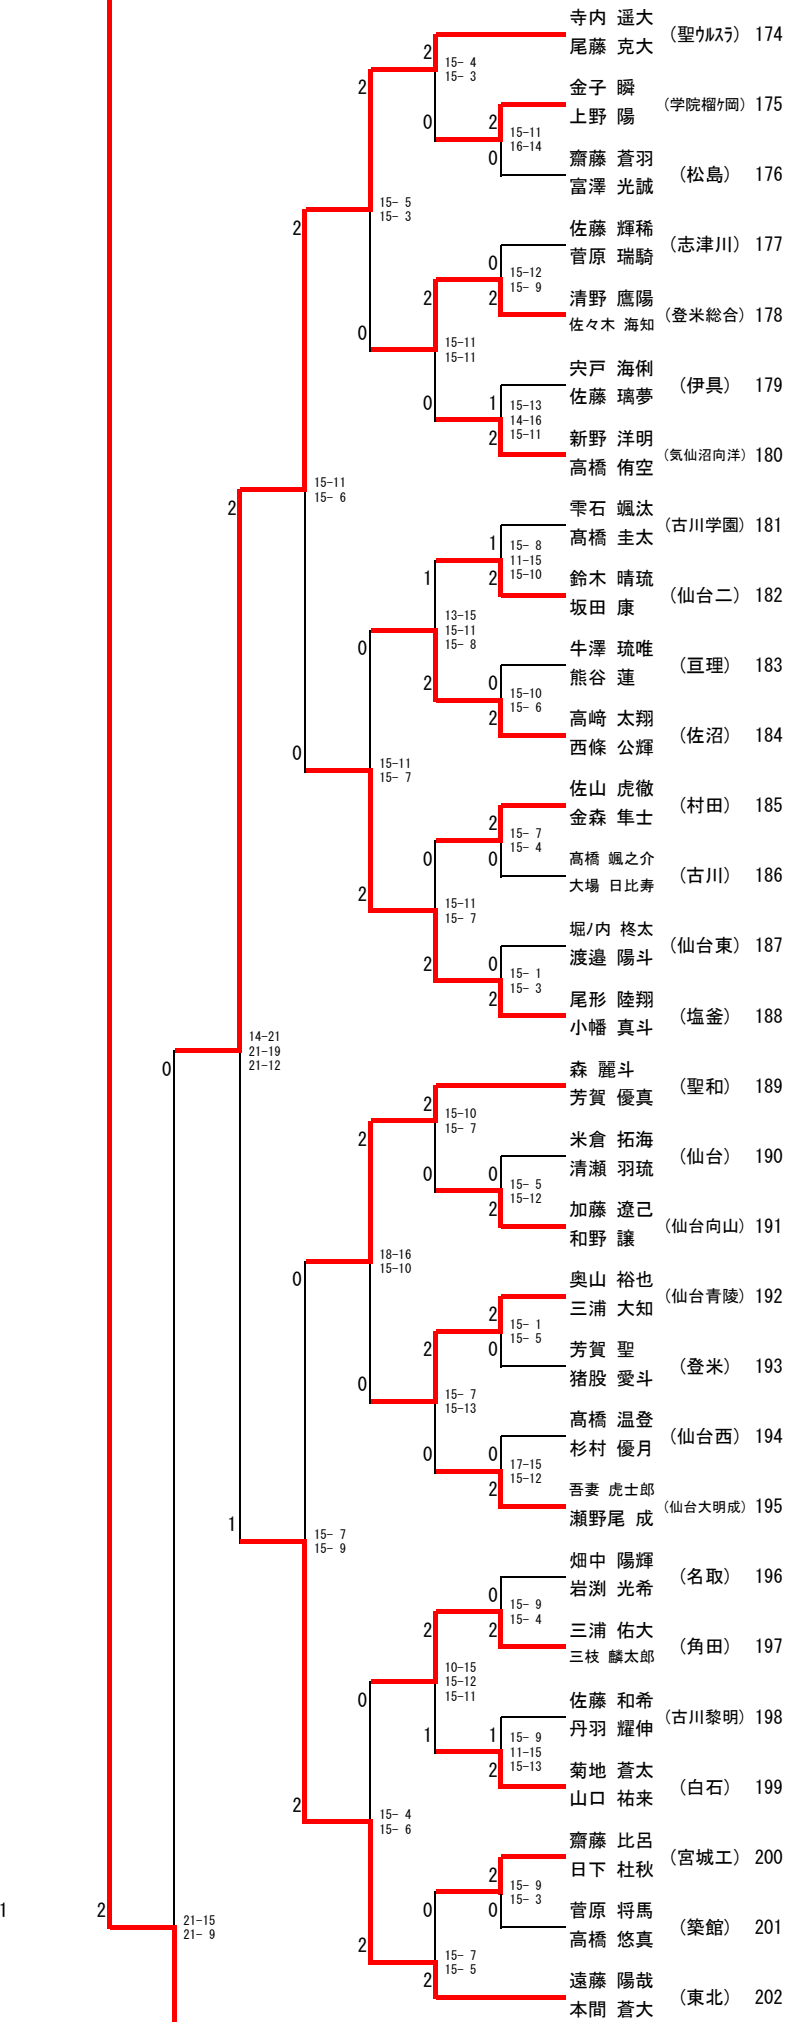 寺内 遥大
尾藤 克大
(聖ウルスラ) 174
2
15- 4
15- 3
2
金子 瞬
上野 陽
(学院榴ケ岡) 175
0
2
15-11
16-14
0
齋藤 蒼羽
富澤 光誠
(松島) 176
15- 5
15- 3
2
佐藤 輝稀
菅原 瑞騎
(志津川) 177
0
15-12
15- 9
2
2
清野 鷹陽
佐々木 海知
(登米総合) 178
0
15-11
15-11
宍戸 海俐
佐藤 璃夢
(伊具) 179
0
1
15-13
14-16
15-11
2
新野 洋明
高橋 侑空
(気仙沼向洋) 180
15-11
15- 6
2
雫石 颯汰
髙橋 圭太
(古川学園) 181
1
15- 8
11-15
15-10
1
2
鈴木 晴琉
坂田 康
(仙台二) 182
13-15
15-11
15- 8
0
牛澤 琉唯
熊谷 蓮
(亘理) 183
2
0
15-10
15- 6
2
高﨑 太翔
西條 公輝
(佐沼) 184
0
15-11
15- 7
佐山 虎徹
金森 隼士
(村田) 185
2
15- 7
15- 4
0
0
髙橋 颯之介
大場 日比寿
(古川) 186
2
15-11
15- 7
堀ノ内 柊太
渡邉 陽斗
(仙台東) 187
2
0
15- 1
15- 3
2
尾形 陸翔
小幡 真斗
(塩釜) 188
14-21
21-19
21-12
0
森 麗斗
芳賀 優真
(聖和) 189
2
15-10
15- 7
2
米倉 拓海
清瀬 羽琉
(仙台) 190
0
0
15- 5
15-12
2
加藤 遼己
和野 譲
(仙台向山) 191
18-16
15-10
0
奥山 裕也
三浦 大知
(仙台青陵) 192
2
15- 1
15- 5
2
0
芳賀 聖
猪股 愛斗
(登米) 193
0
15- 7
15-13
髙橋 温登
杉村 優月
(仙台西) 194
0
0
17-15
15-12
2
吾妻 虎士郎
瀬野尾 成
(仙台大明成) 195
1
15- 7
15- 9
畑中 陽輝
岩渕 光希
(名取) 196
0
15- 9
15- 4
2
2
三浦 佑大
三枝 麟太郎
(角田) 197
10-15
15-12
15-11
0
佐藤 和希
丹羽 耀伸
(古川黎明) 198
1
1
15- 9
11-15
15-13
2
菊地 蒼太
山口 祐来
(白石) 199
2
15- 4
15- 6
齋藤 比呂
日下 杜秋
(宮城工) 200
2
15- 9
15- 3
0
0
菅原 将馬
高橋 悠真
(築館) 201
1
2
21-15
21- 9
2
15- 7
15- 5
2
遠藤 陽哉
本間 蒼大
(東北) 202